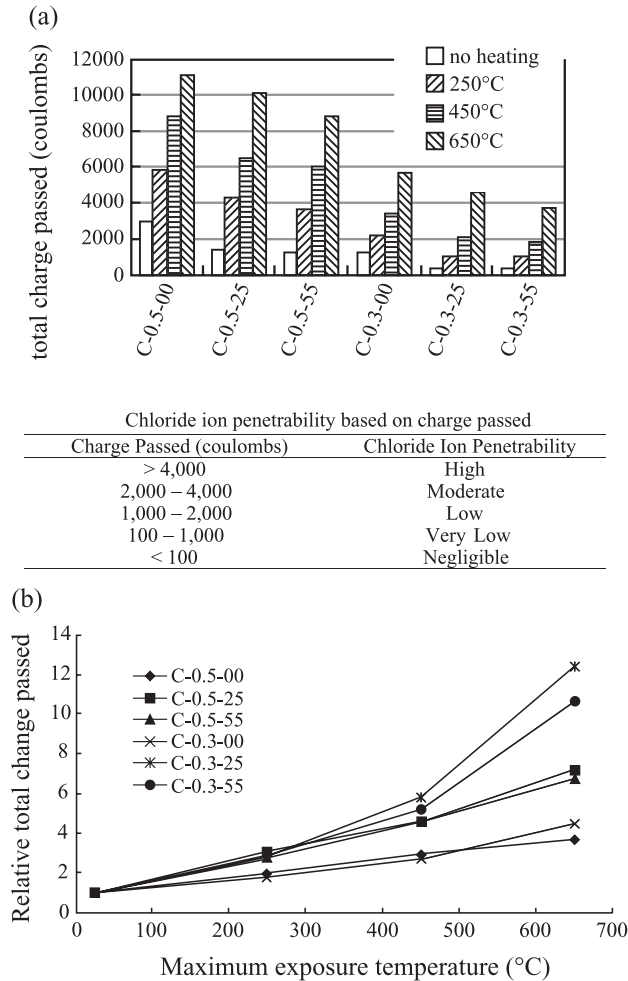 (a)
total charge passed (coulombs)
12000
10000
8000
6000
4000
2000
0
no heating
250°C
450°C
650°C
C-0.5-00
C-0.5-25
C-0.5-55
C-0.3-00
C-0.3-25
C-0.3-55
Chloride ion penetrability based on charge passed
Charge Passed (coulombs) Chloride Ion Penetrability
> 4,000 High
2,000 – 4,000 Moderate
1,000 – 2,000 Low
100 – 1,000 Very Low
< 100 Negligible
(b)
Relative total change passed
14
12
10
8
6
4
2
0
C-0.5-00
C-0.5-25
C-0.5-55
C-0.3-00
C-0.3-25
C-0.3-55
0 100 200 300 400 500 600 700
Maximum exposure temperature (°C)